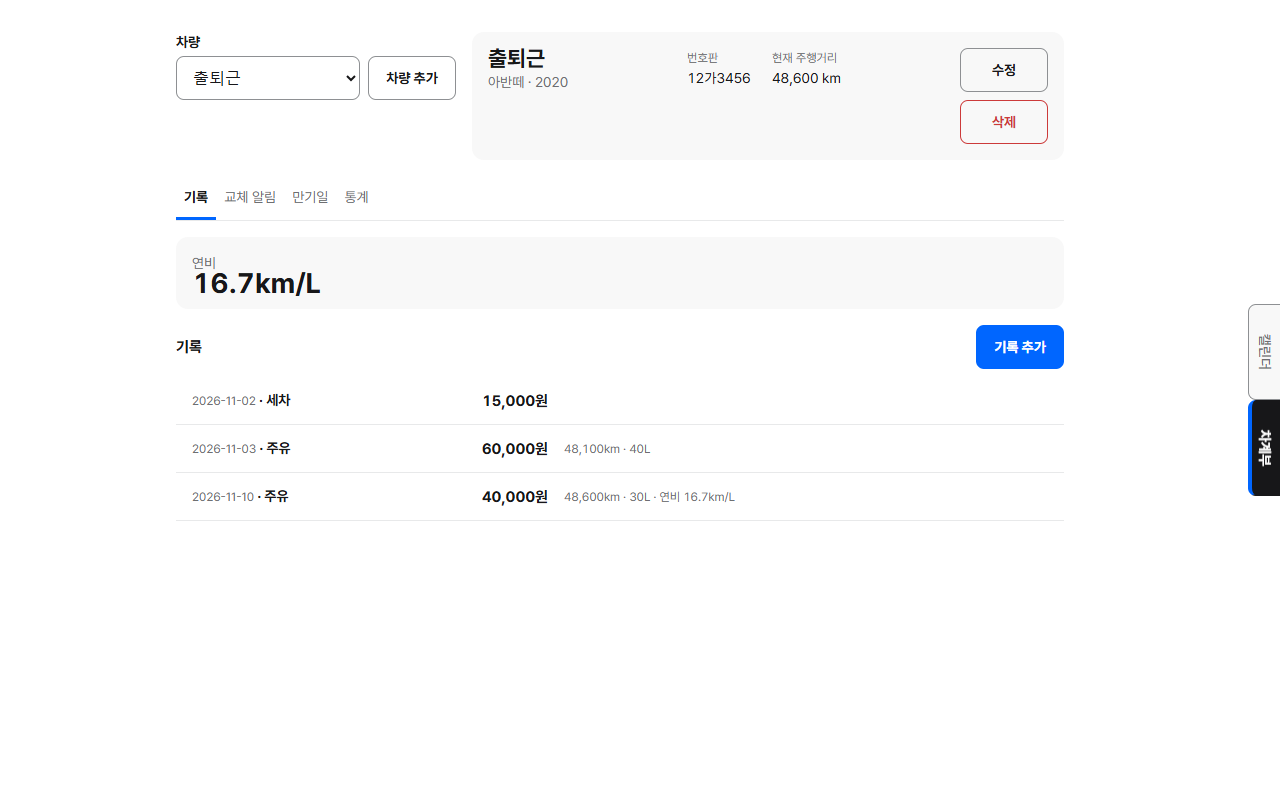 차량
출퇴근
차량 추가
출퇴근
아반떼 · 2020
번호판
12가3456
현재 주행거리
48,600 km
수정
삭제
기록 교체 알림 만기일 통계
연비
16.7km/L
기록
기록 추가
2026-11-02 · 세차 15,000원
2026-11-03 · 주유 60,000원 48,100km · 40L
2026-11-10 · 주유 40,000원 48,600km · 30L · 연비 16.7km/L
캘린더
차계부